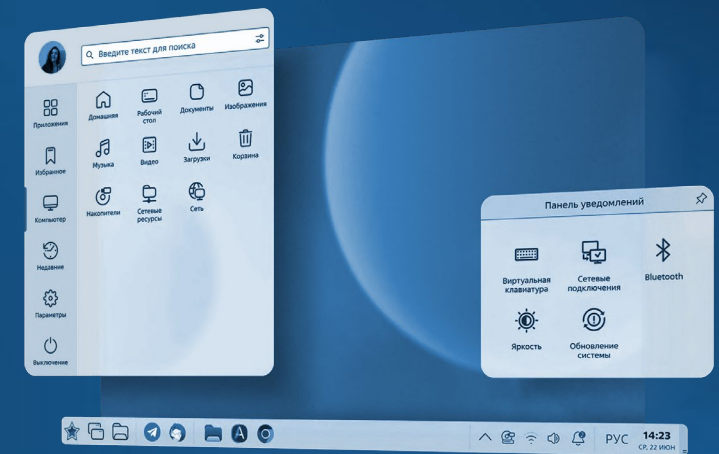 Введите текст для поиска
Приложения
Избранное
Компьютер
Недавние
Параметры
Выключение
Домашняя
Рабочий
стол
Документы
Изображения
Музыка
Видео
Загрузки
Корзина
Накопители
Сетевые
ресурсы
Сеть
Панель уведомлений
Виртуальная
клавиатура
Сетевые
подключения
Bluetooth
Яркость
Обновление
системы
РУС
14:23
СР, 22 ИЮН